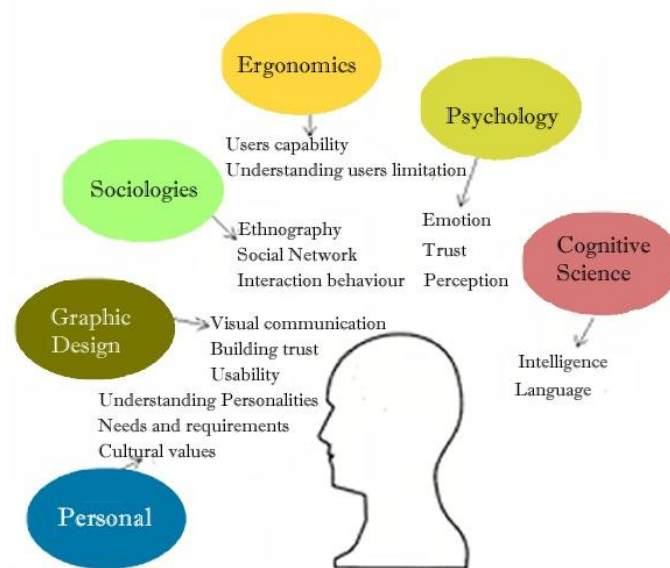 Ergonomics
Users capability
Understanding users limitation
Psychology
Emotion
Trust
Perception
Sociologies
Ethnography
Social Network
Interaction behaviour
Cognitive
Science
Intelligence
Language
Graphic
Design
Visual communication
Building trust
Usability
Understanding Personalities
Needs and requirements
Cultural values
Personal